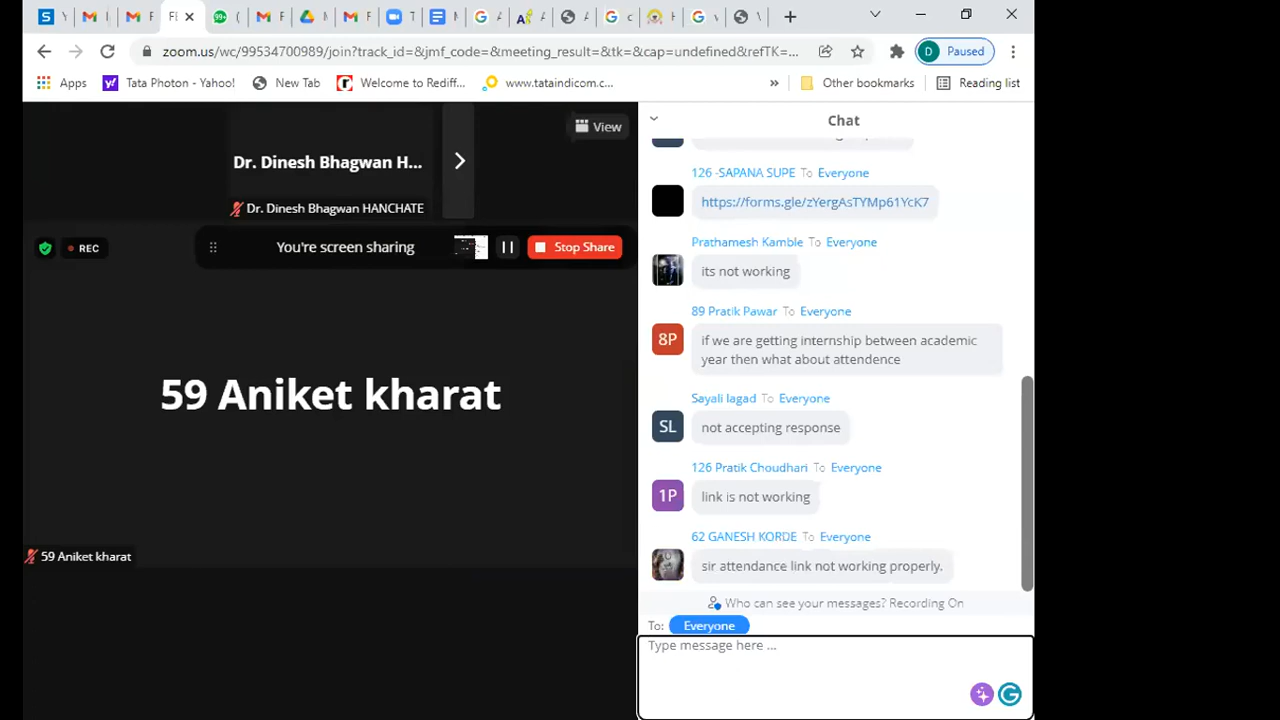 Paused
zoom.us/wc/99534700989/join?track_id=&jmf_code=&meeting_result=&tk=&cap=undefined&refTK=...
Apps
Tata Photon - Yahoo!
New Tab
Welcome to Rediff...
www.tataindicom.c...
»
Other bookmarks
Reading list
View
Dr. Dinesh Bhagwan H...
Dr. Dinesh Bhagwan HANCHATE
REC
You're screen sharing
Stop Share
59 Aniket kharat
59 Aniket kharat
Chat
126 -SAPANA SUPE To Everyone
https://forms.gle/zYergAsTYMp61YcK7
Prathamesh Kamble To Everyone
its not working
89 Pratik Pawar To Everyone
8P
if we are getting internship between academic
year then what about attendence
Sayali lagad To Everyone
SL
not accepting response
126 Pratik Choudhari To Everyone
1P
link is not working
62 GANESH KORDE To Everyone
sir attendance link not working properly.
Who can see your messages? Recording On
To: Everyone
Type message here ...